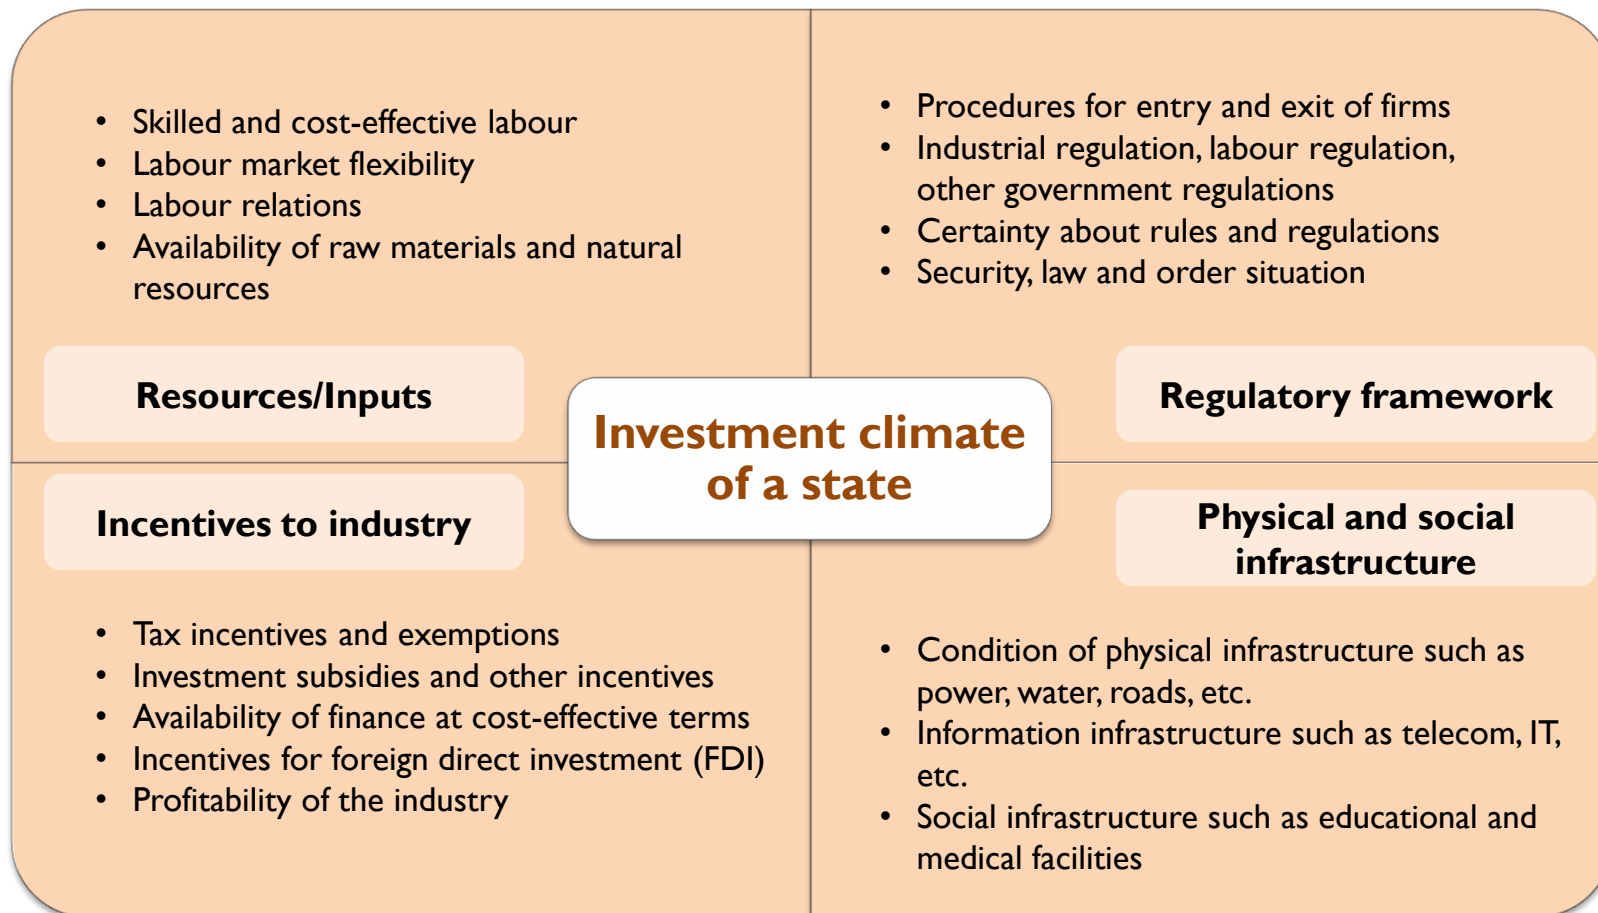 • Skilled and cost-effective labour
• Labour market flexibility
• Labour relations
• Availability of raw materials and natural
resources
Resources/Inputs
• Procedures for entry and exit of firms
• Industrial regulation, labour regulation,
other government regulations
• Certainty about rules and regulations
• Security, law and order situation
Regulatory framework
Investment climate
of a state
Incentives to industry
• Tax incentives and exemptions
• Investment subsidies and other incentives
• Availability of finance at cost-effective terms
• Incentives for foreign direct investment (FDI)
• Profitability of the industry
Physical and social
infrastructure
• Condition of physical infrastructure such as
power, water, roads, etc.
• Information infrastructure such as telecom, IT,
etc.
• Social infrastructure such as educational and
medical facilities